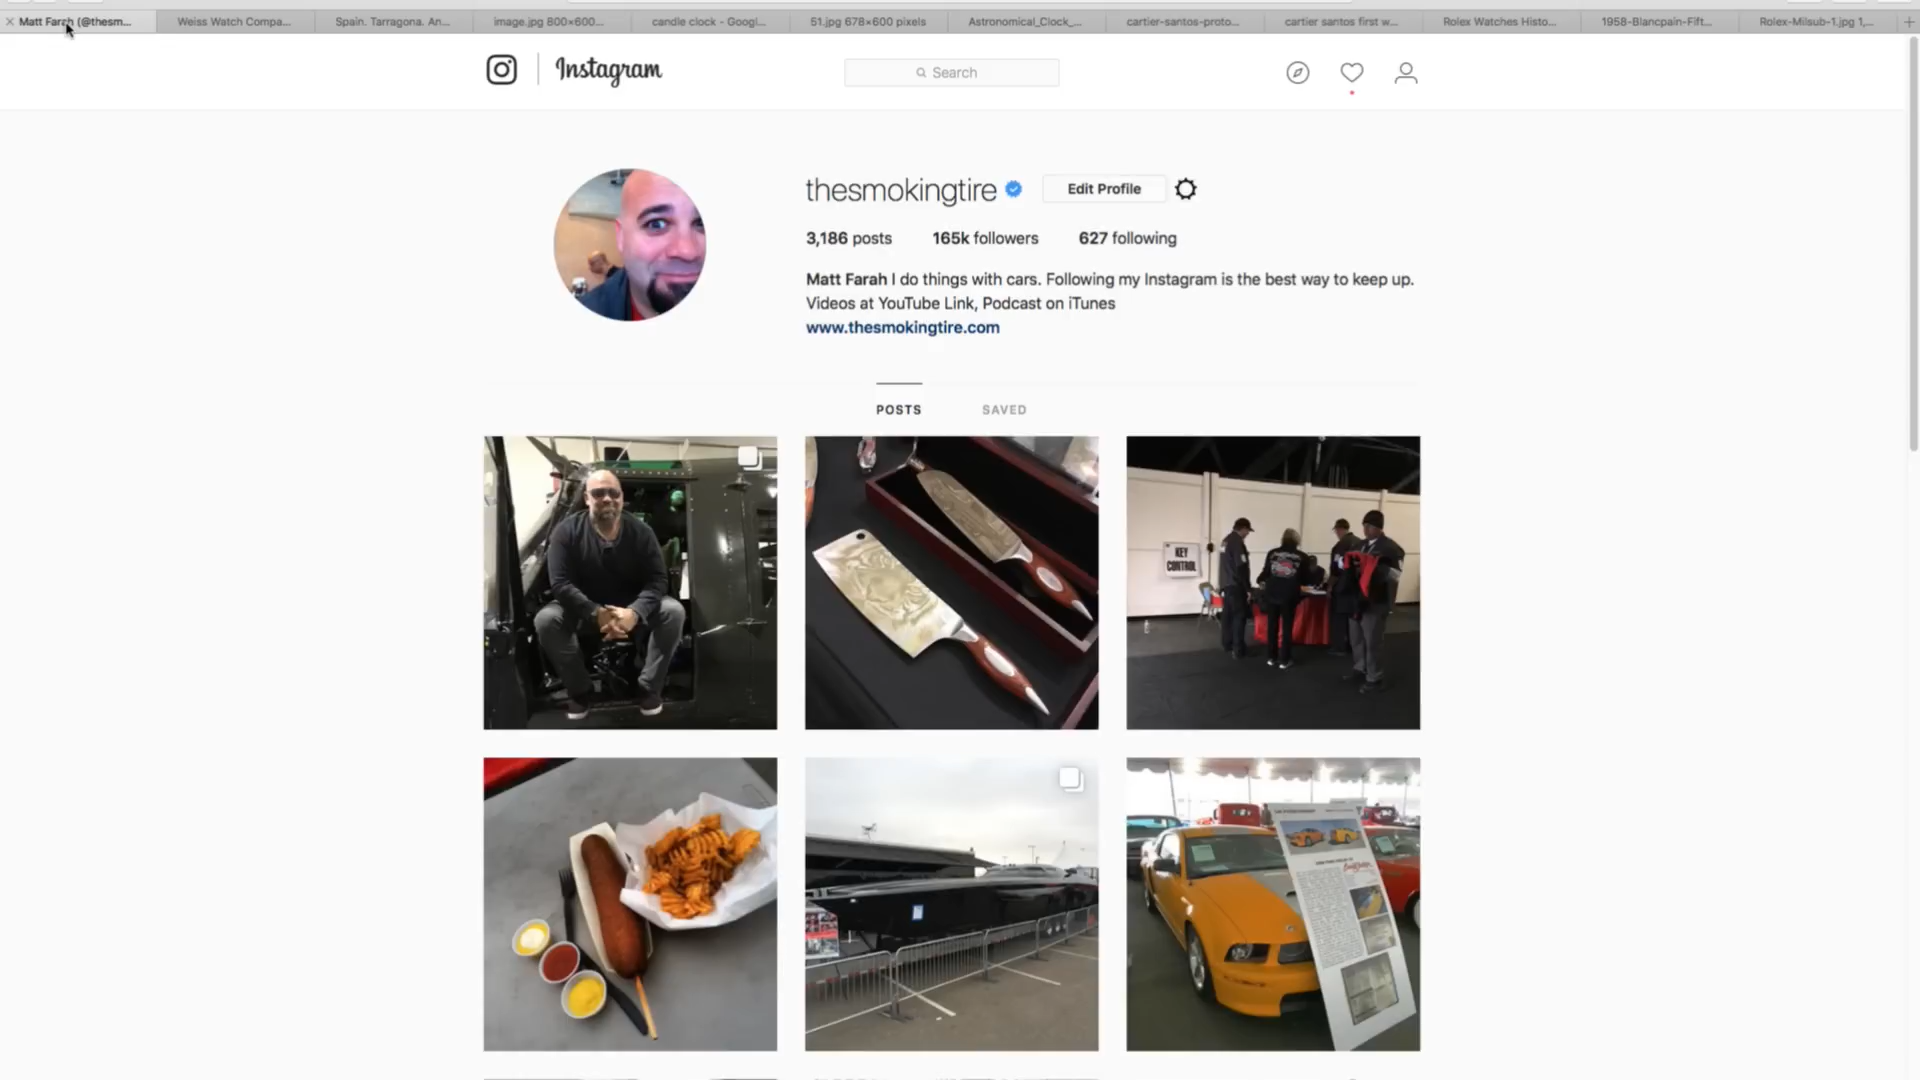 Matt Farah (@thesm...
Weiss Watch Compa...
Spain. Tarragona. An...
image.jpg 800×600...
candle clock - Googl...
51.jpg 678×600 pixels
Astronomical_Clock_...
cartier-santos-proto...
cartier santos first w...
Rolex Watches Histo...
1958-Blancpain-Fift...
Rolex-Milsub-1.jpg 1,...
Instagram
Search
thesmokingtire
Edit Profile
3,186 posts 165k followers 627 following
Matt Farah I do things with cars. Following my Instagram is the best way to keep up.
Videos at YouTube Link, Podcast on iTunes
www.thesmokingtire.com
POSTS SAVED
KEY
CONTROL